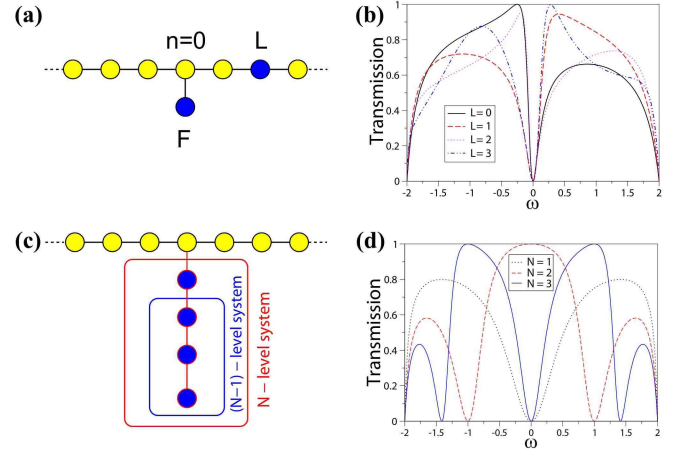 (a)
n=0
L
F
(b)
Transmission
1
0.8
0.6
0.4
0.2
0
L= 0
L= 1
L= 2
L= 3
-2
-1.5
-1
-0.5
0
0.5
1
1.5
2
ω
(c)
(N−1) − level system
N − level system
(d)
Transmission
1
0.8
0.6
0.4
0.2
0
N = 1
N = 2
N = 3
-2
-1.5
-1
-0.5
0
0.5
1
1.5
2
ω